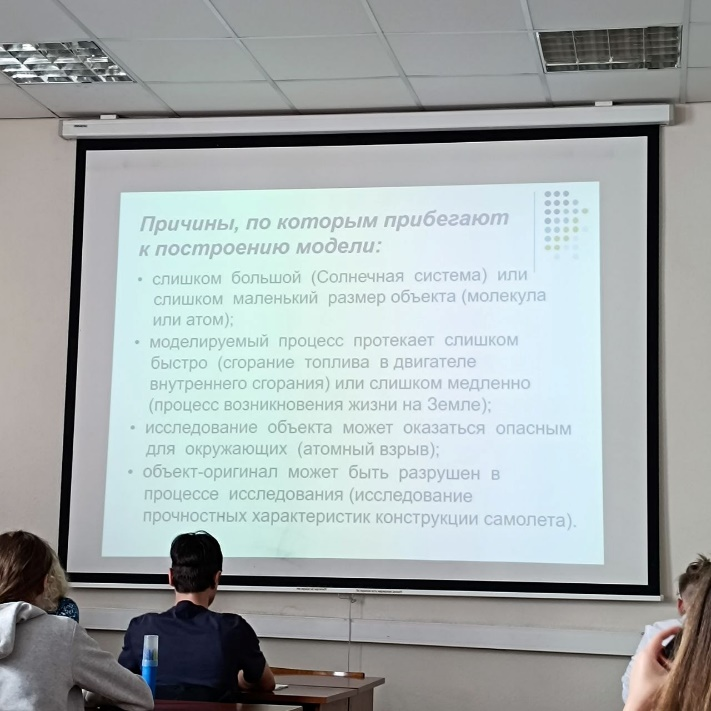 Причины, по которым прибегают
к построению модели:
• слишком большой (Солнечная система) или
слишком маленький размер объекта (молекула
или атом);
• моделируемый процесс протекает слишком
быстро (сгорание топлива в двигателе
внутреннего сгорания) или слишком медленно
(процесс возникновения жизни на Земле);
• исследование объекта может оказаться опасным
для окружающих (атомный взрыв);
• объект-оригинал может быть разрушен в
процессе исследования (исследование
прочностных характеристик конструкции самолета).